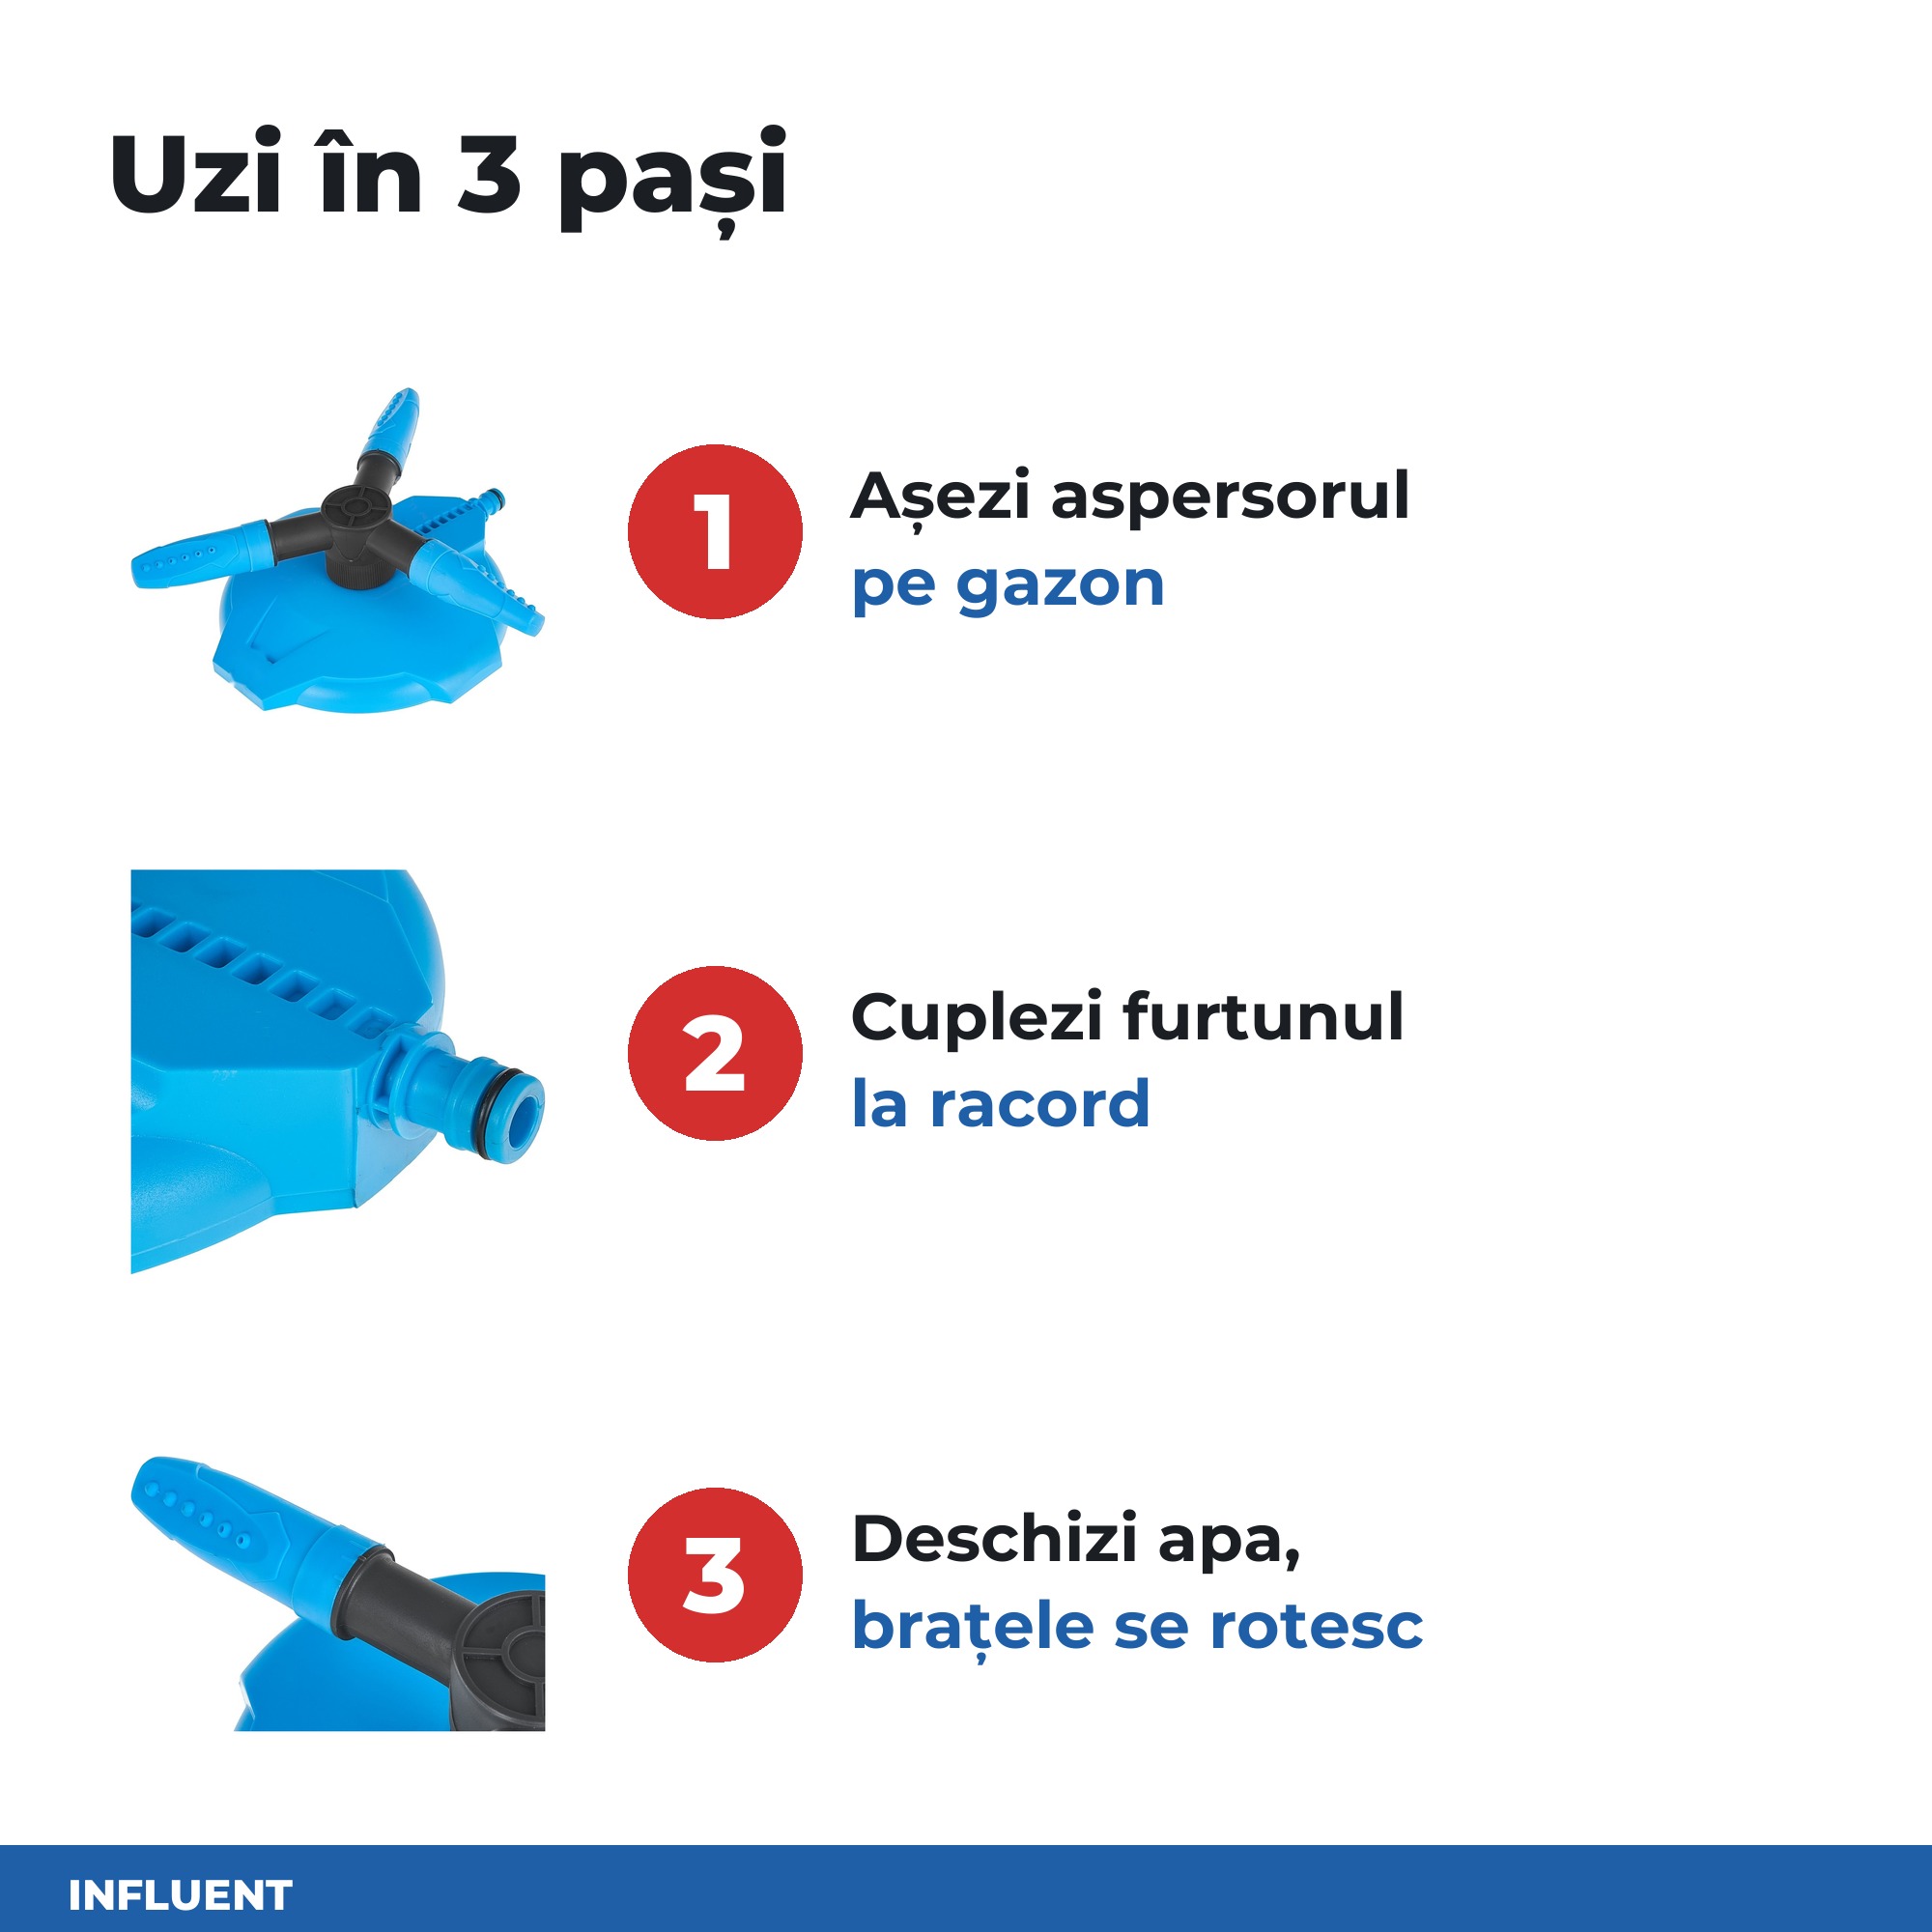 Uzi în 3 pași
1
Așezi aspersorul
pe gazon
2
Cuplezi furtunul
la racord
3
Deschizi apa,
brațele se rotesc
INFLUENT